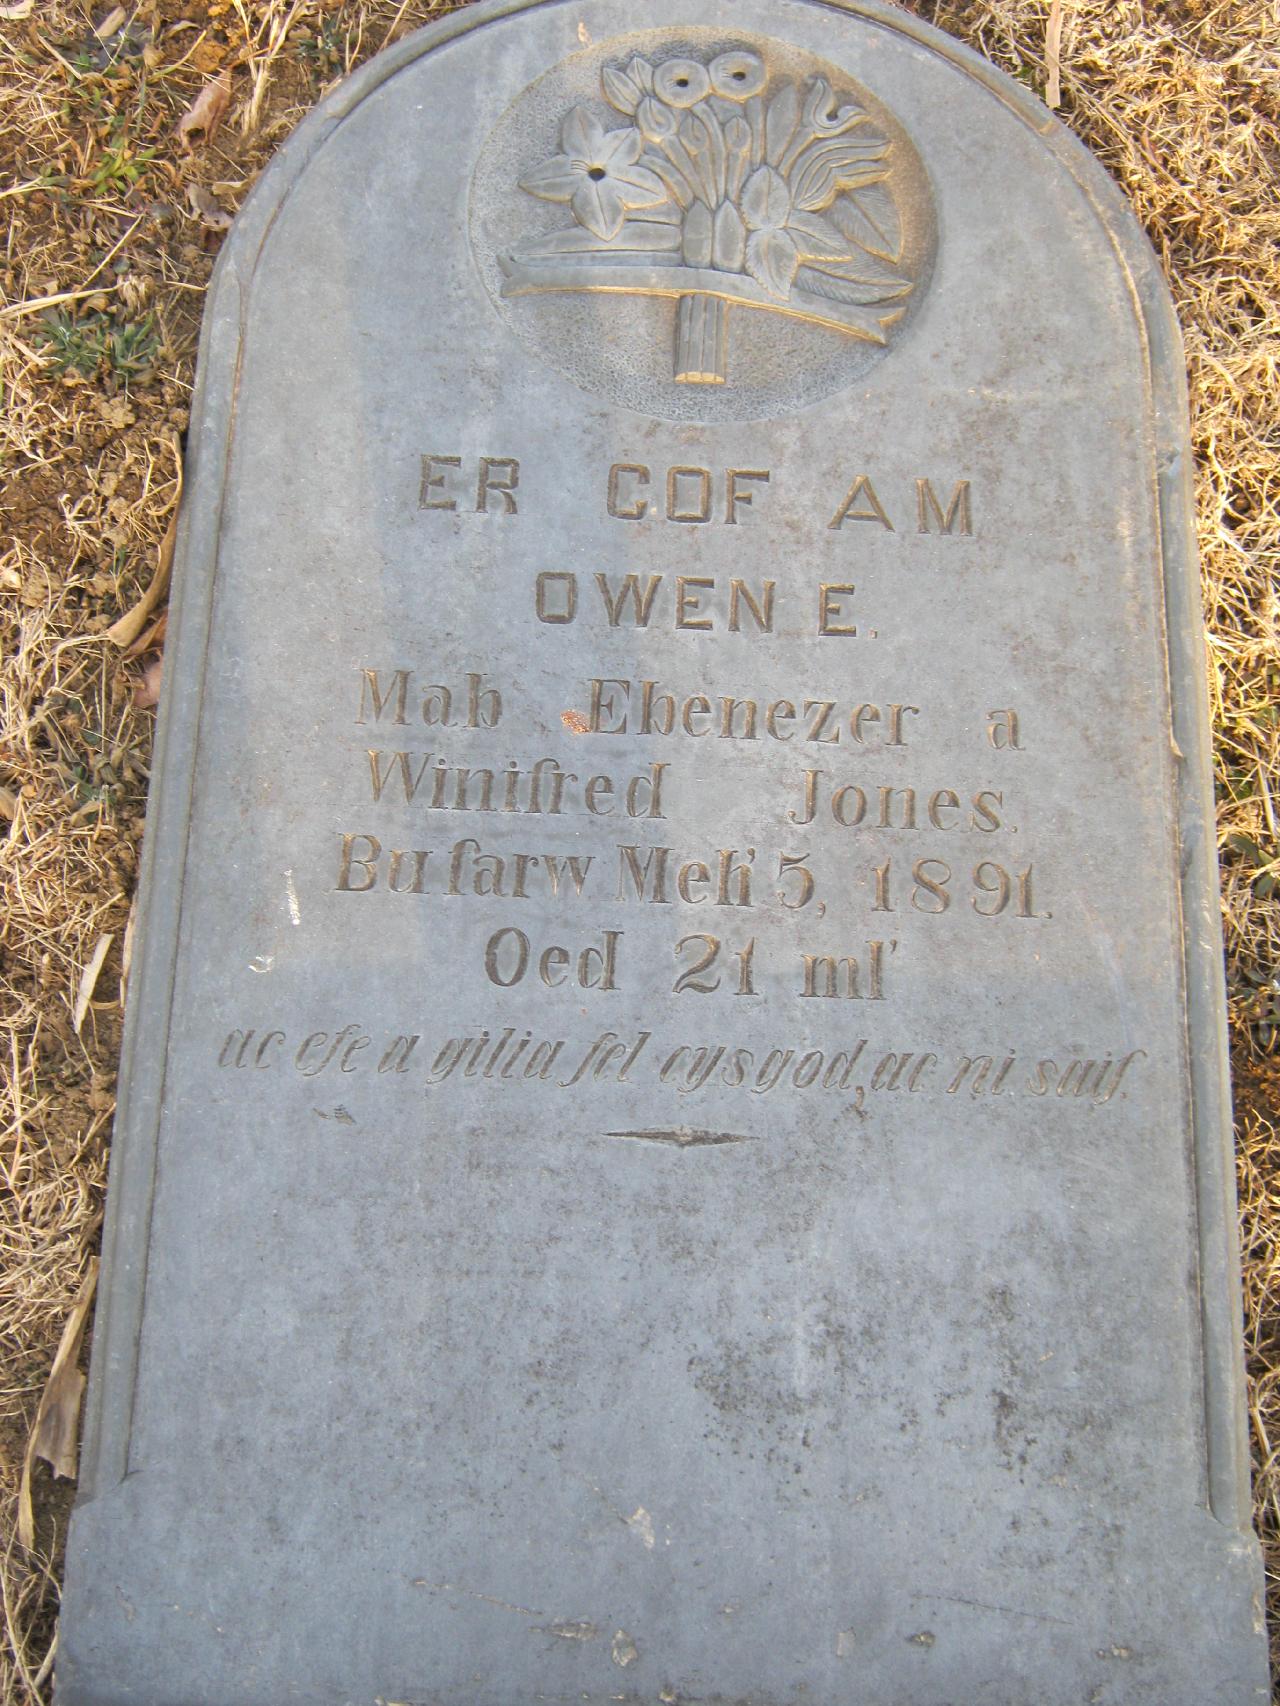 ER COF AM
OWEN E.
Mab Ebenezer a
Winifred Jones.
Bu farw Meh' 5, 1891.
Oed 21 ml'
ac efe a gilia fel cysgod, ac ni saif.